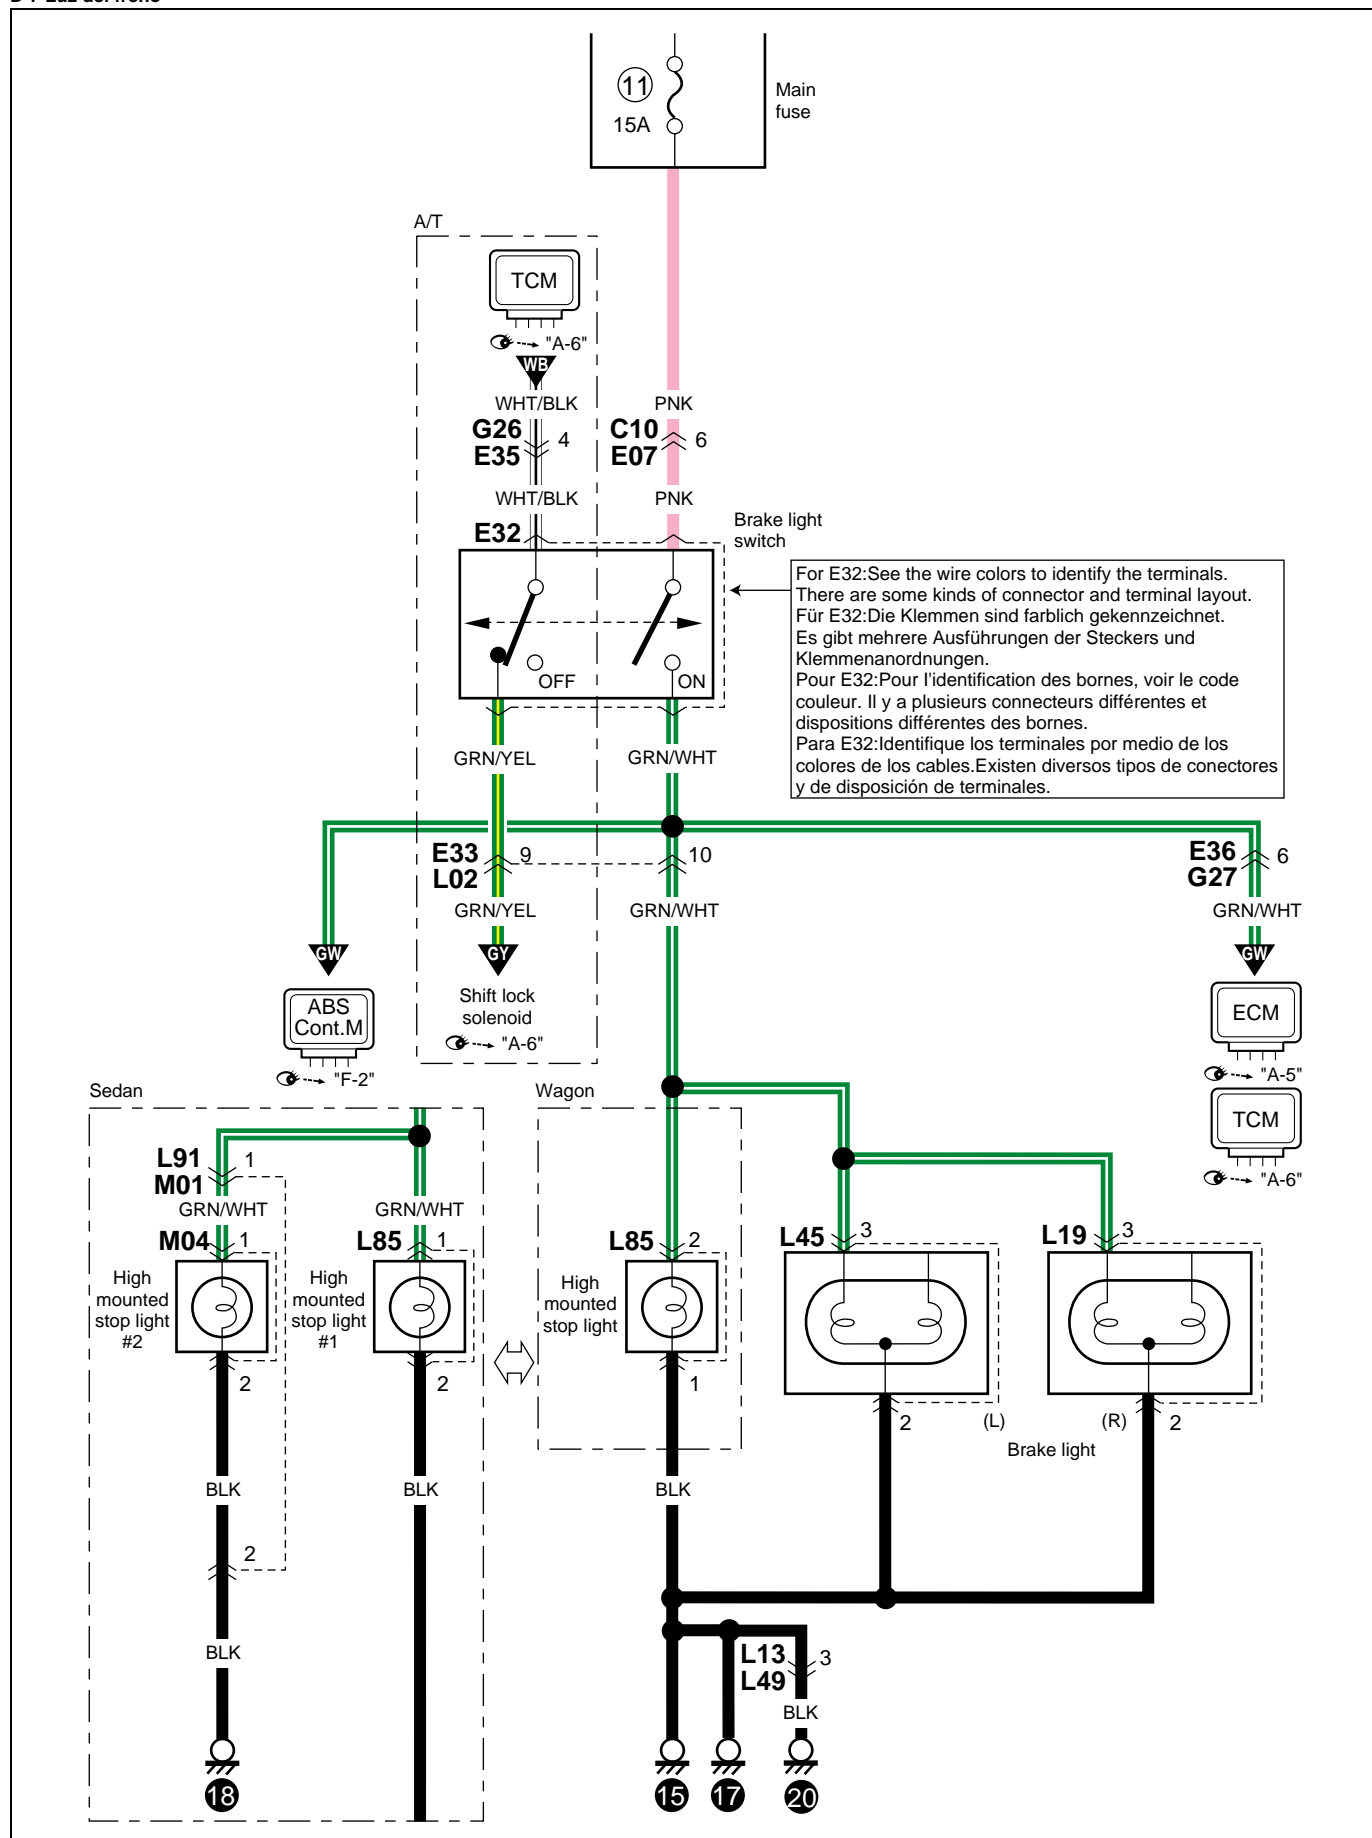 11
15A
Main
fuse
A/T
TCM
"A-6"
WB
WHT/BLK
PNK
G26
E35
4
C10
E07
6
WHT/BLK
PNK
E32
Brake light
switch
OFF
ON
For E32:See the wire colors to identify the terminals.
There are some kinds of connector and terminal layout.
Für E32:Die Klemmen sind farblich gekennzeichnet.
Es gibt mehrere Ausführungen der Steckers und
Klemmenanordnungen.
Pour E32:Pour l'identification des bornes, voir le code
couleur. Il y a plusieurs connecteurs différentes et
dispositions différentes des bornes.
Para E32:Identifique los terminales por medio de los
colores de los cables.Existen diversos tipos de conectores
y de disposición de terminales.
GRN/YEL
GRN/WHT
E33
L02
9
10
E36
G27
6
GRN/YEL
GRN/WHT
GRN/WHT
GW
GY
GW
ABS
Cont.M
"F-2"
Shift lock
solenoid
"A-6"
ECM
"A-5"
TCM
"A-6"
Sedan
Wagon
L91
M01
1
GRN/WHT
GRN/WHT
M04
1
L85
1
L85
2
L45
3
L19
3
High
mounted
stop light
#2
High
mounted
stop light
#1
High
mounted
stop light
2
2
1
2
(L)
(R)
2
Brake light
BLK
BLK
BLK
2
BLK
L13
L49
3
BLK
18
15
17
20